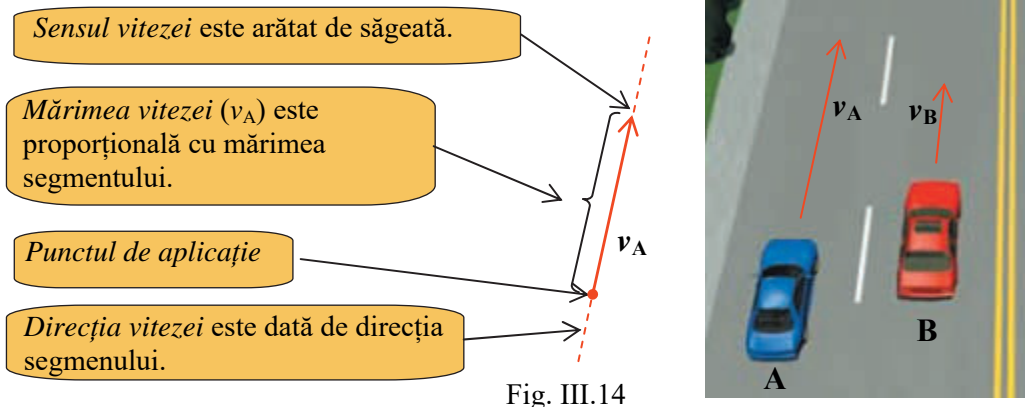 Sensul vitezei este arătat de săgeată.
Mărimea vitezei (vA) este
proporțională cu mărimea
segmentului.
Punctul de aplicație
Direcția vitezei este dată de direcția
segmenului.
vA
Fig. III.14
vA
vB
A
B